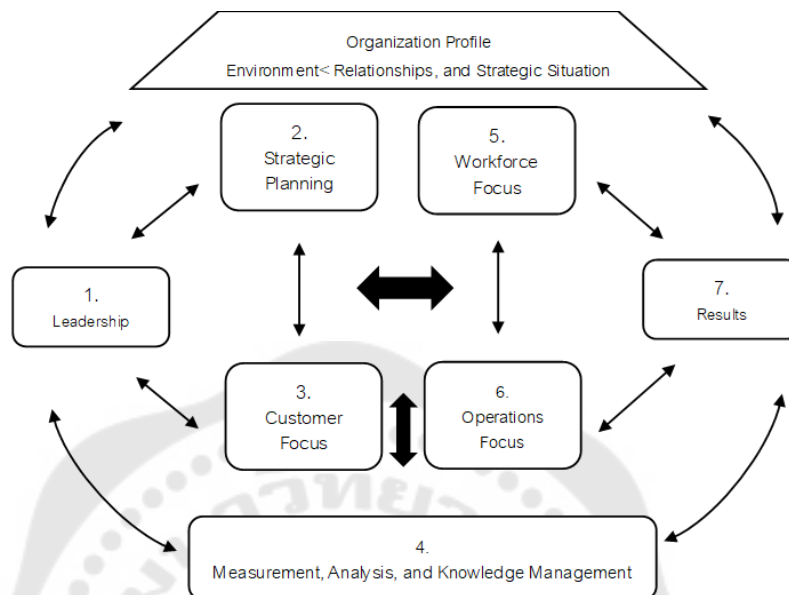 Organization Profile
Environment< Relationships, and Strategic Situation
2.
Strategic
Planning
5.
Workforce
Focus
1.
Leadership
7.
Results
3.
Customer
Focus
6.
Operations
Focus
4.
Measurement, Analysis, and Knowledge Management